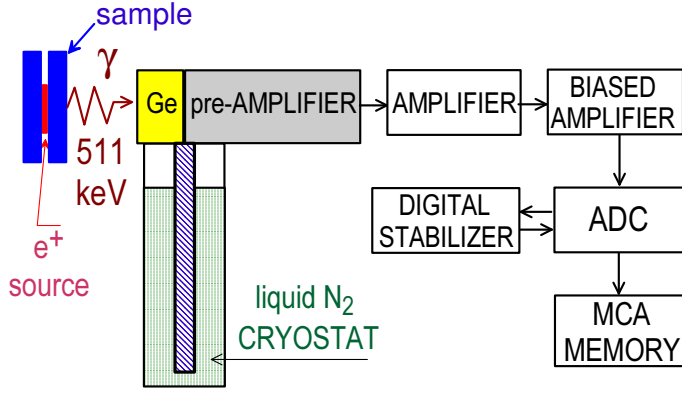 sample
γ
511
keV
e+
source
Ge
pre-AMPLIFIER
AMPLIFIER
BIASED
AMPLIFIER
DIGITAL
STABILIZER
ADC
MCA
MEMORY
liquid N2
CRYOSTAT